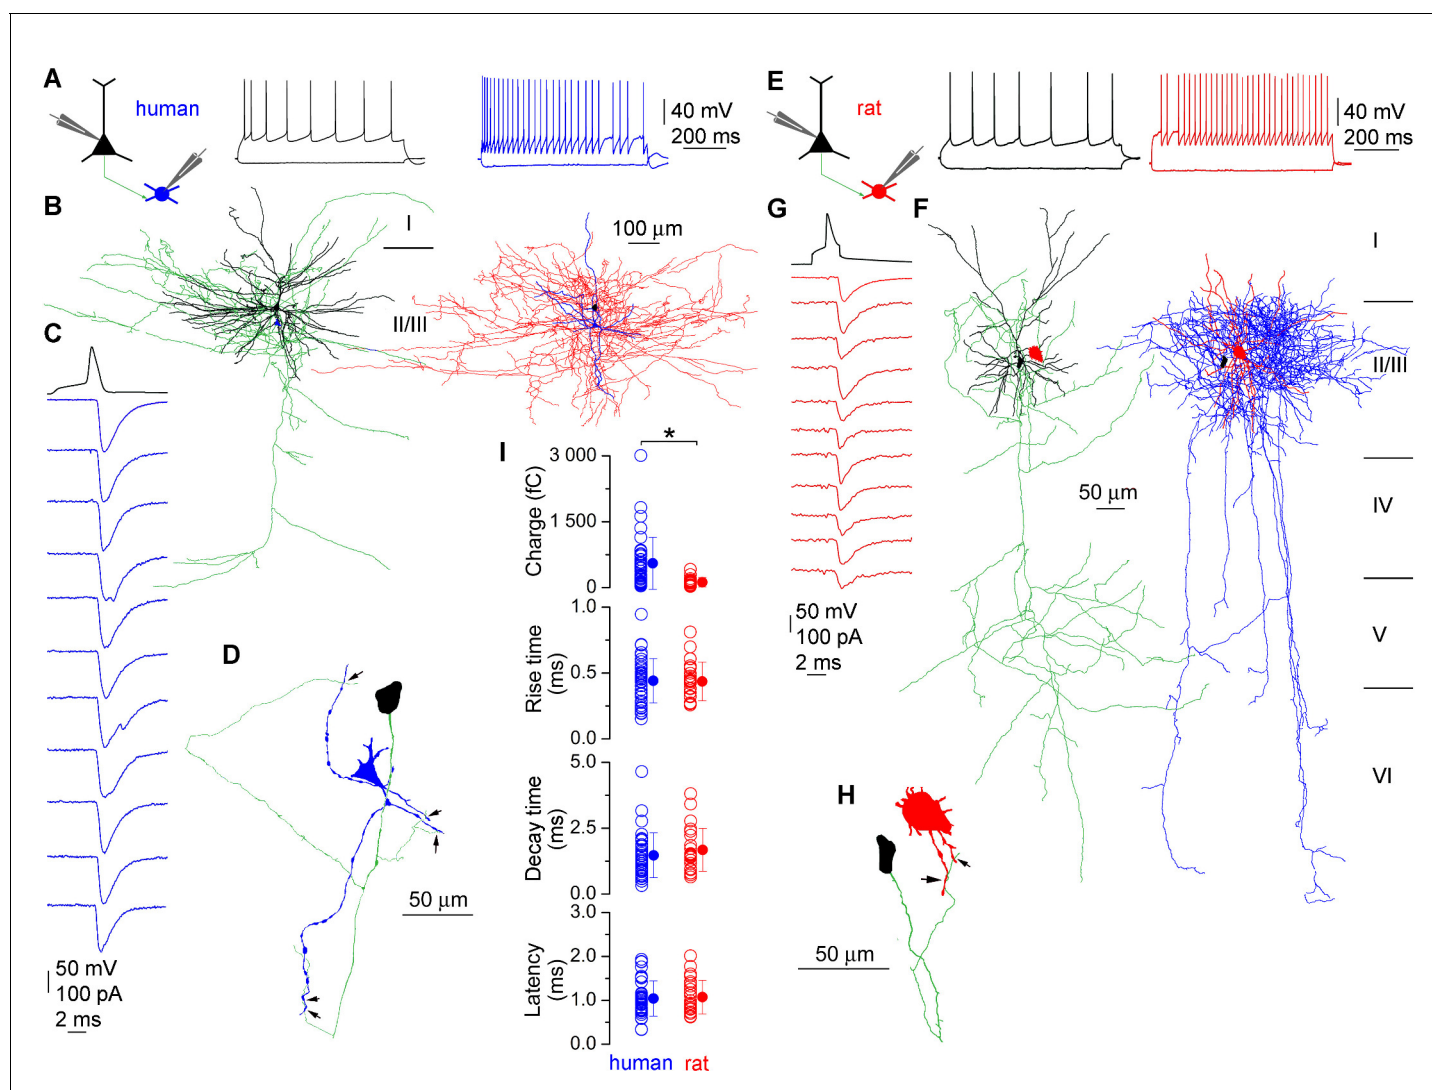 A
human
40 mV
200 ms
E
rat
40 mV
200 ms
B
I
100 μm
II/III
C
50 mV
100 pA
2 ms
D
50 μm
G
50 mV
100 pA
2 ms
F
I
II/III
IV
V
VI
50 μm
H
50 μm
I
*
Charge (fC)
3 000
1 500
0
Rise time
(ms)
1.0
0.5
0.0
Decay time
(ms)
5.0
2.5
0.0
Latency
(ms)
3.0
2.0
1.0
0.0
human
rat